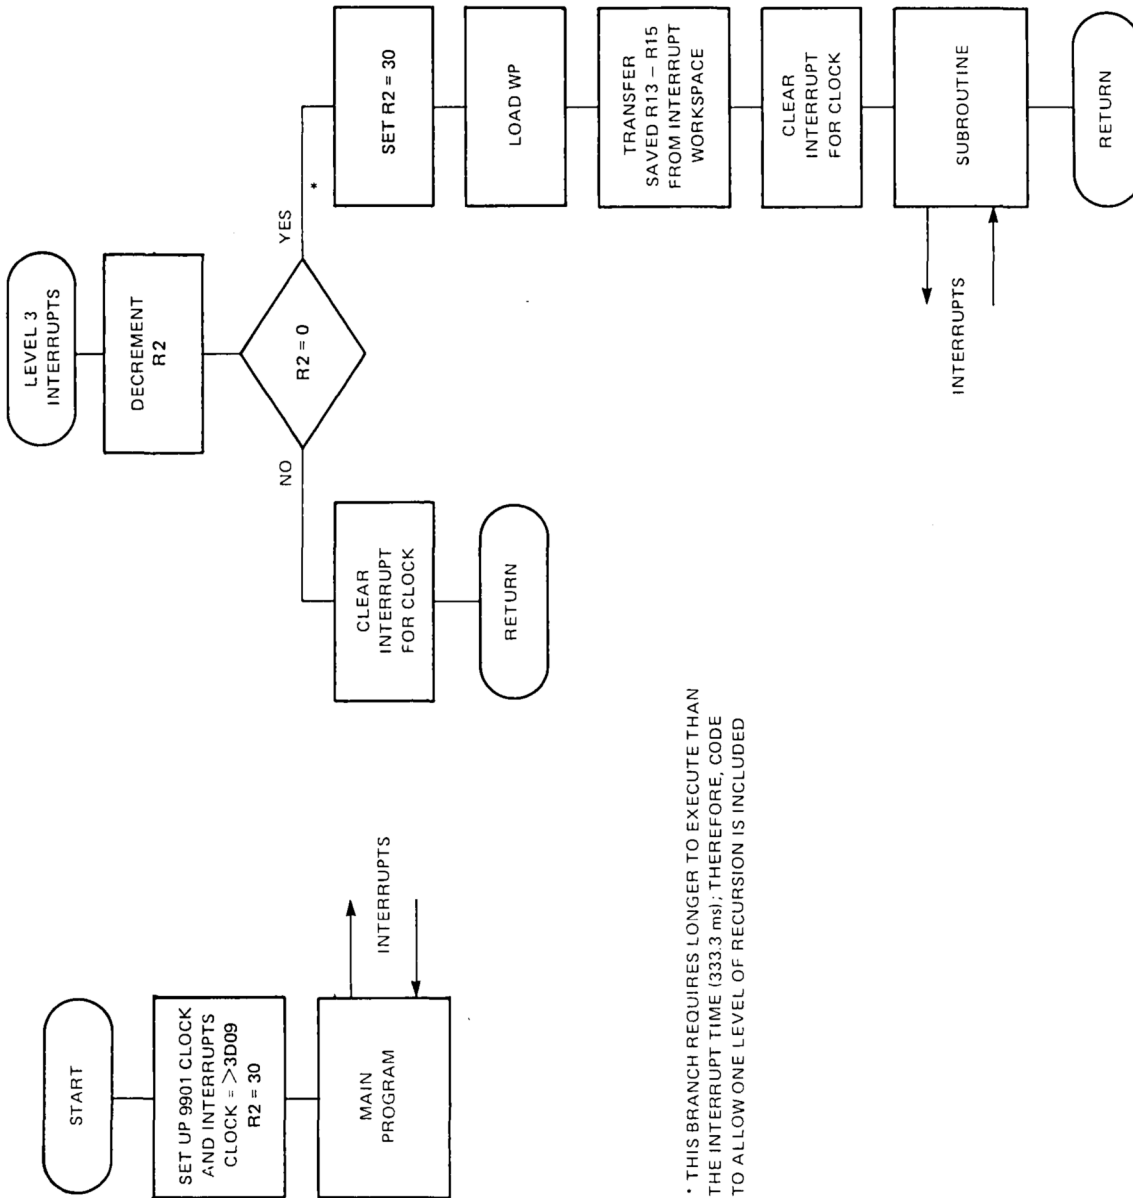 START
SET UP 9901 CLOCK
AND INTERRUPTS
CLOCK = >3D09
R2 = 30
MAIN
PROGRAM
INTERRUPTS
LEVEL 3
INTERRUPTS
DECREMENT
R2
R2 = 0
NO
YES
*
CLEAR
INTERRUPT
FOR CLOCK
RETURN
SET R2 = 30
LOAD WP
TRANSFER
SAVED R13 – R15
FROM INTERRUPT
WORKSPACE
CLEAR
INTERRUPT
FOR CLOCK
SUBROUTINE
INTERRUPTS
RETURN
* THIS BRANCH REQUIRES LONGER TO EXECUTE THAN
THE INTERRUPT TIME (333.3 ms); THEREFORE, CODE
TO ALLOW ONE LEVEL OF RECURSION IS INCLUDED